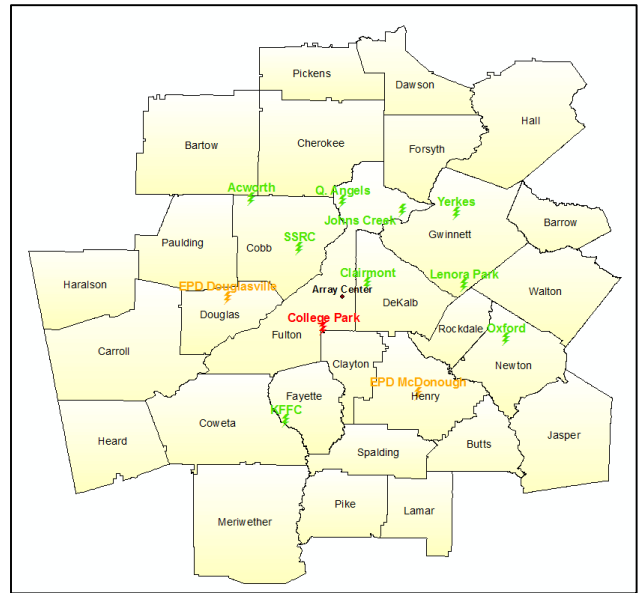 Pickens
Dawson
Hall
Bartow
Cherokee
Forsyth
Acworth
Q. Angels
Yerkes
Johns Creek
Barrow
Gwinnett
Paulding
Cobb
SSRC
Clairmont
Lenora Park
Haralson
EPD Douglasville
Array Center
Walton
Douglas
DeKalb
College Park
Rockdale
Oxford
Fulton
Carroll
Clayton
Newton
EPD McDonough
Fayette
Henry
KFFC
Coweta
Heard
Butts
Jasper
Spalding
Pike
Lamar
Meriwether